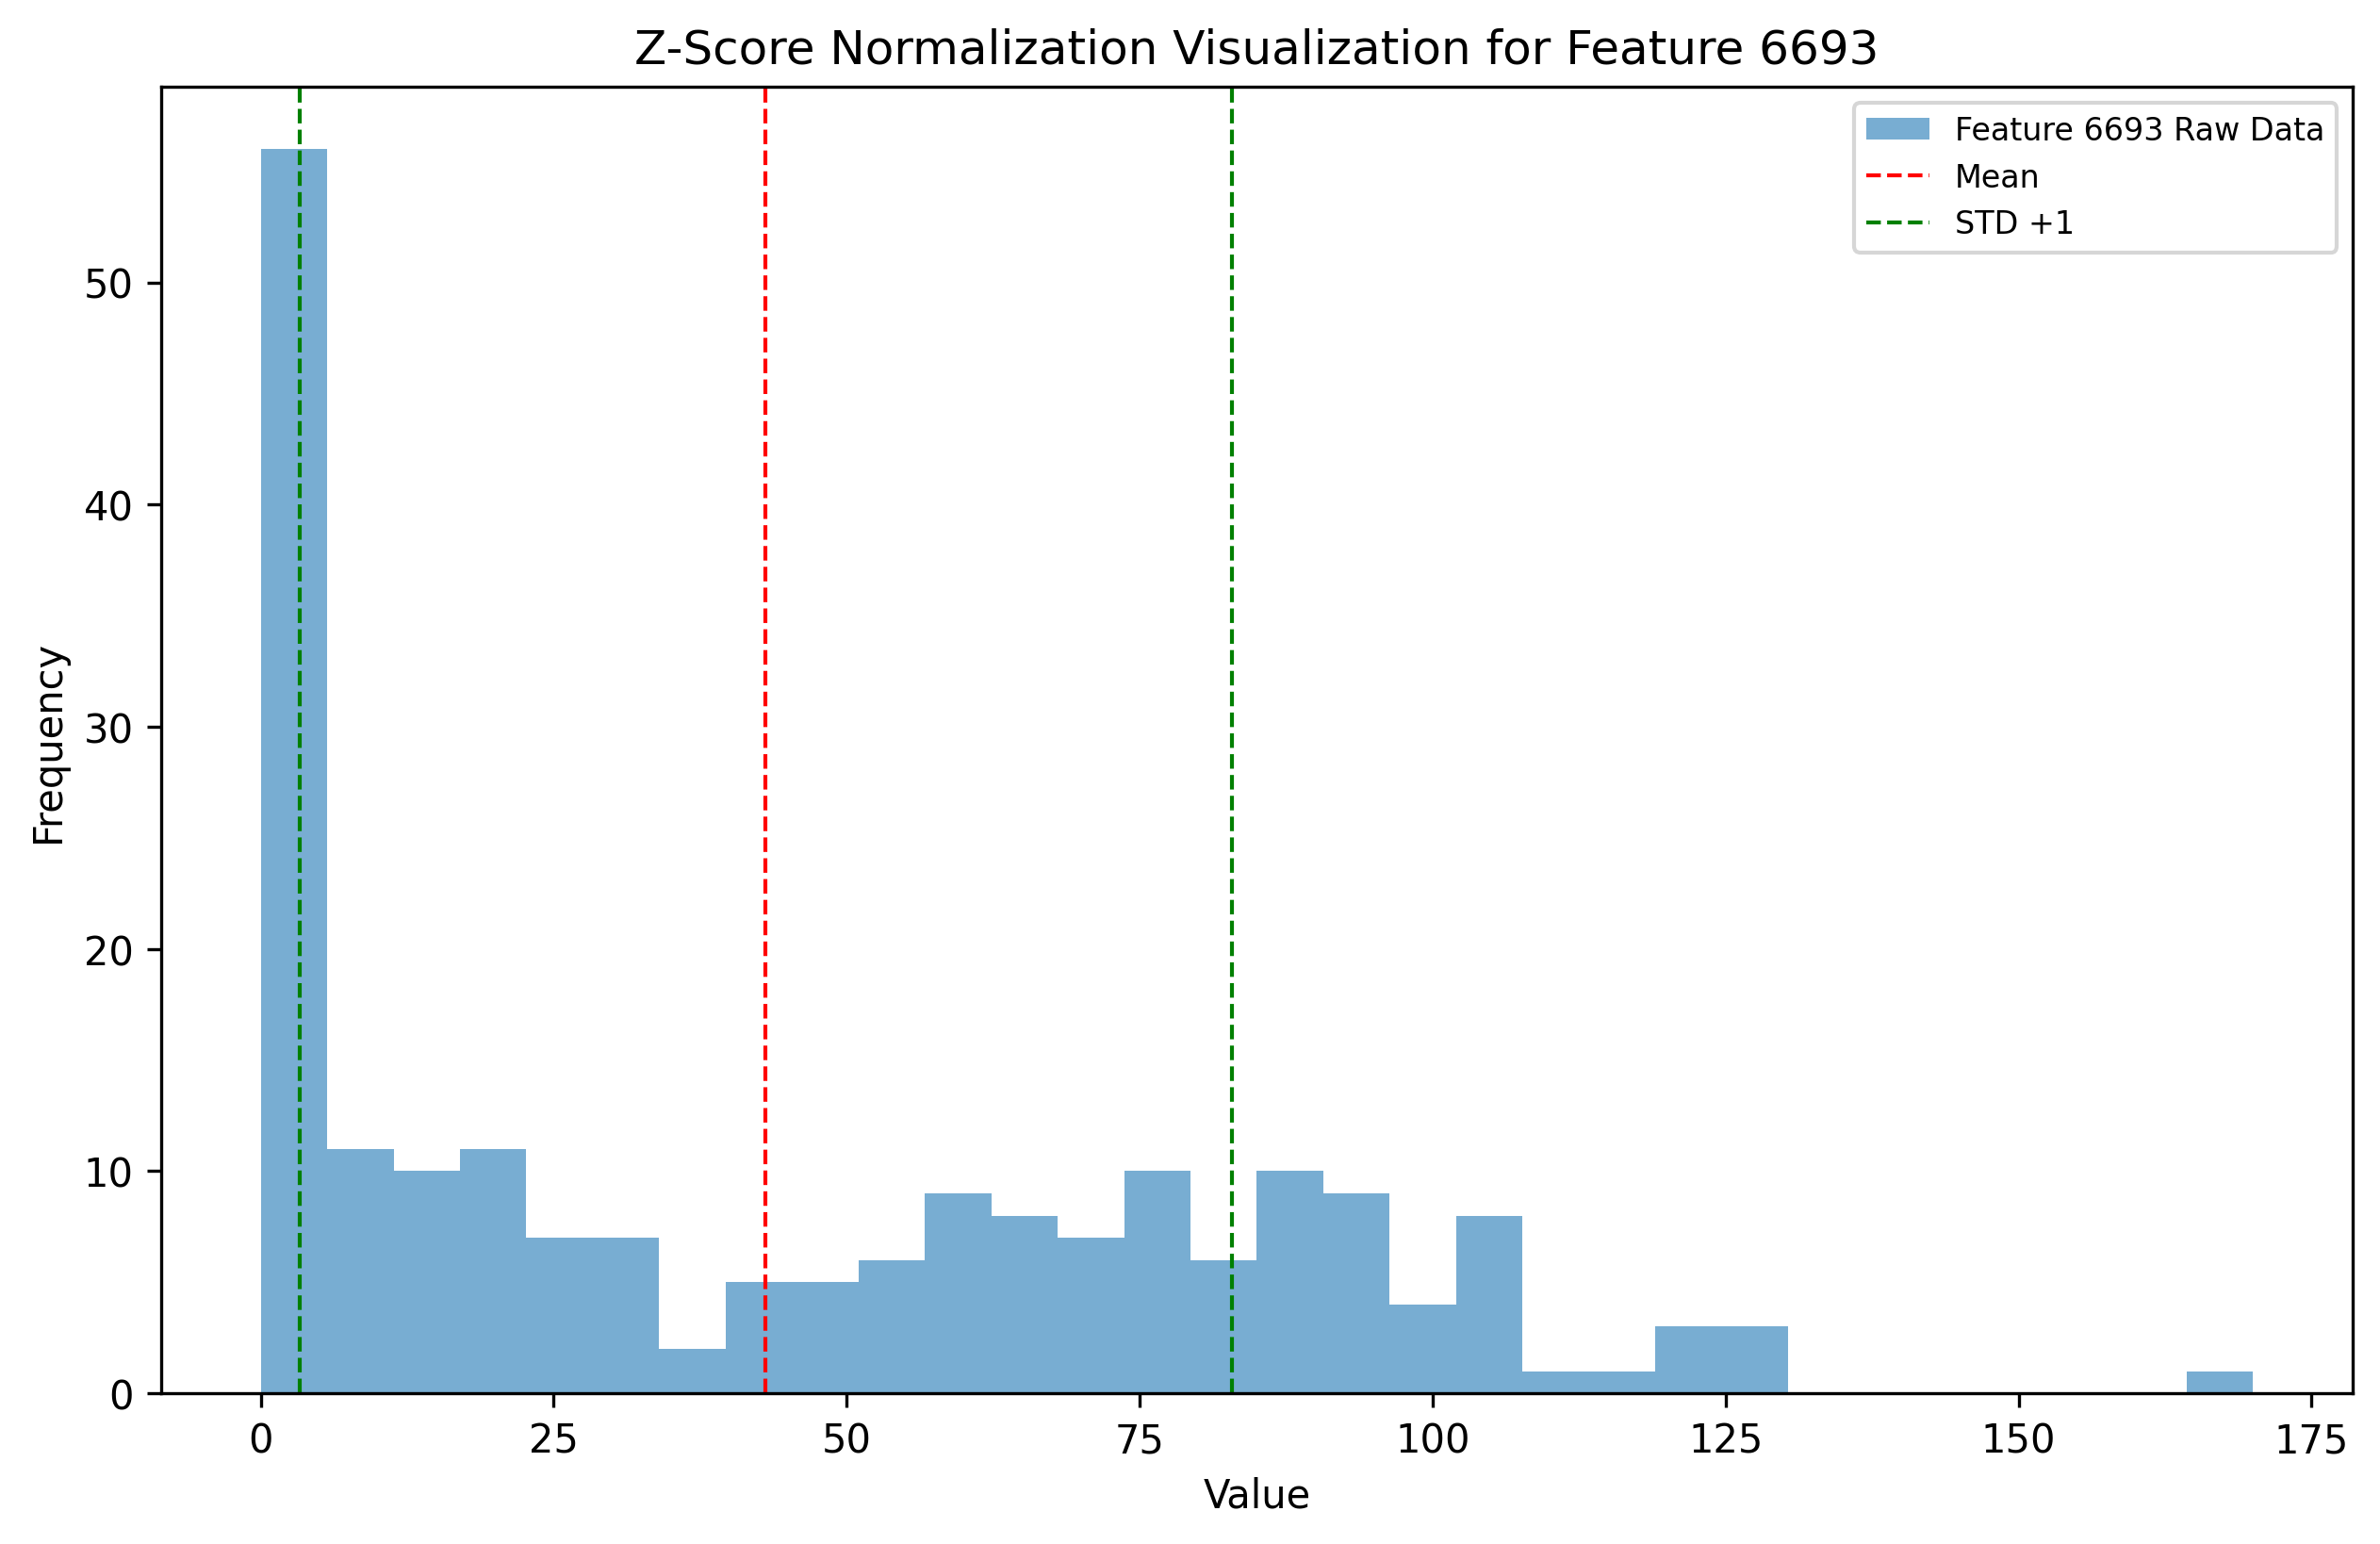 Z-Score Normalization Visualization for Feature 6693
Feature 6693 Raw Data
Mean
STD +1
Frequency
50
40
30
20
10
0
0 25 50 75 100 125 150 175
Value